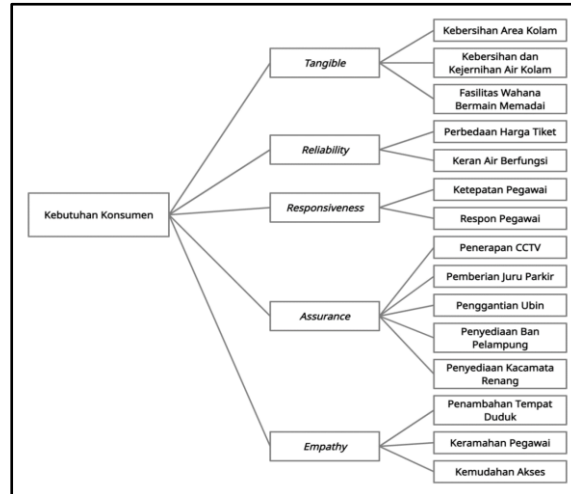 Kebutuhan Konsumen
Tangible
Kebersihan Area Kolam
Kebersihan dan
Kejernihan Air Kolam
Fasilitas Wahana
Bermain Memadai
Reliability
Perbedaan Harga Tiket
Keran Air Berfungsi
Responsiveness
Ketepatan Pegawai
Respon Pegawai
Assurance
Penerapan CCTV
Pemberian Juru Parkir
Penggantian Ubin
Penyediaan Ban
Pelampung
Penyediaan Kacamata
Renang
Empathy
Penambahan Tempat
Duduk
Keramahan Pegawai
Kemudahan Akses